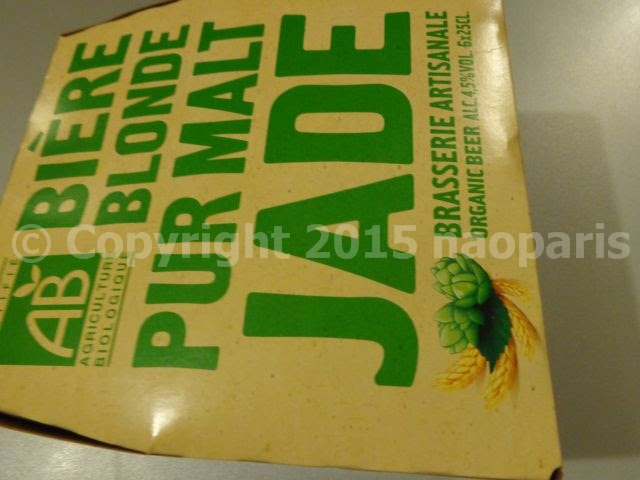 BIÈRE
BLONDE
PUR MALT
JADE
BRASSERIE ARTISANALE
ORGANIC BEER ALC.4,5%VOL. 6x25CL.
AB
AGRICULTURE
BIOLOGIQUE
© Copyright 2015 naoparis